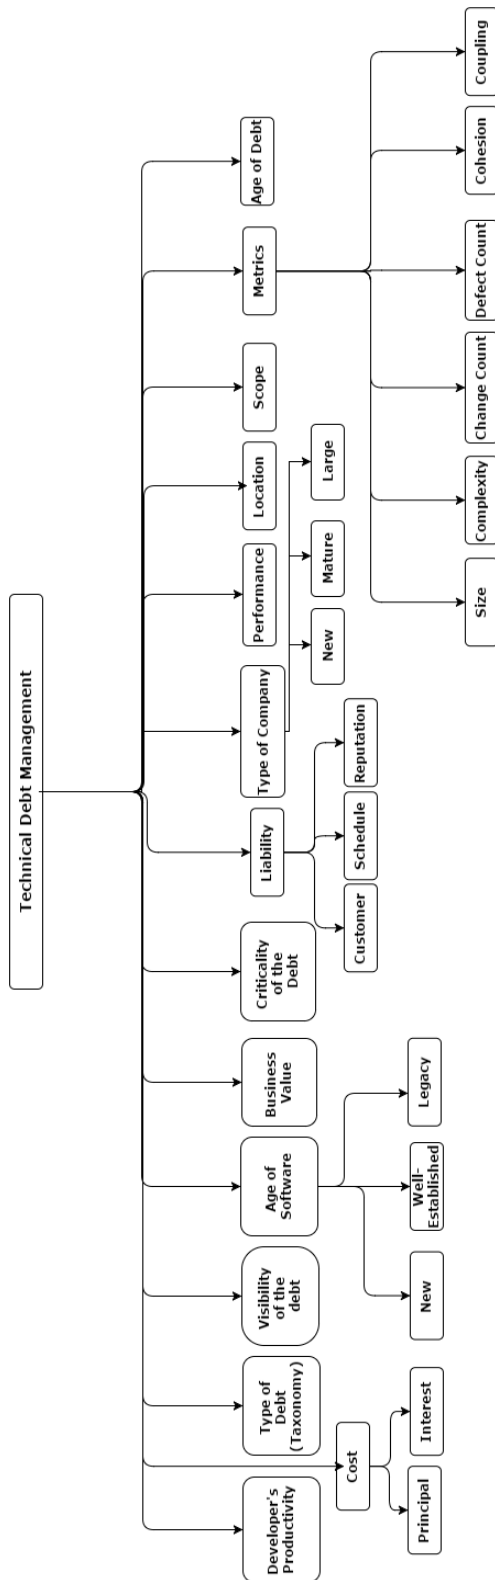 Technical Debt Management
Developer's
Productivity
Type of
Debt
(Taxonomy)
Visibility
of the
debt
Age of
Software
Business
Value
Criticality
of the
Debt
Liability
Type of Company
Performance
Location
Scope
Metrics
Age of Debt
Cost
Principal
Interest
New
Well-
Established
Legacy
Customer
Schedule
Reputation
New
Mature
Large
Size
Complexity
Change Count
Defect Count
Cohesion
Coupling